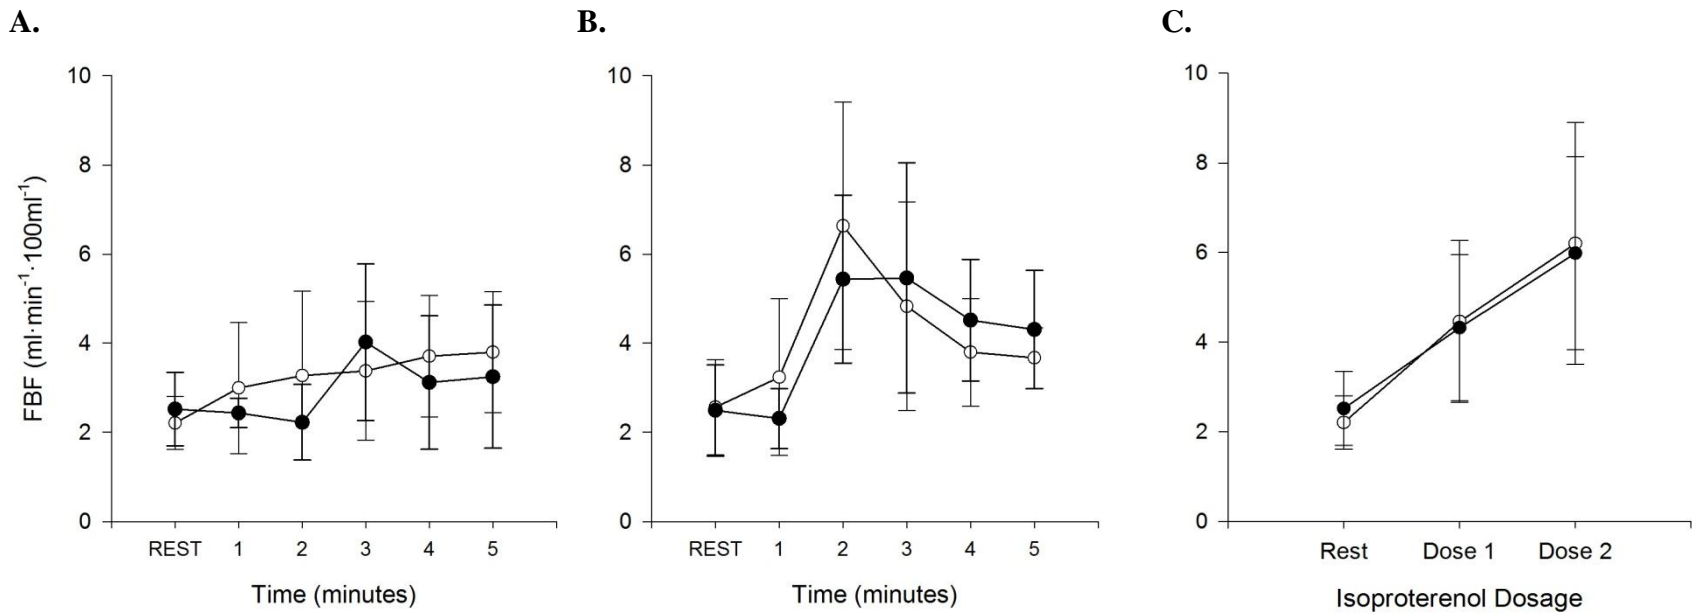 A.
B.
C.
FBF (ml·min⁻¹·100ml⁻¹)
10
8
6
4
2
0
REST 1 2 3 4 5
Time (minutes)
10
8
6
4
2
0
REST 1 2 3 4 5
Time (minutes)
10
8
6
4
2
0
Rest Dose 1 Dose 2
Isoproterenol Dosage